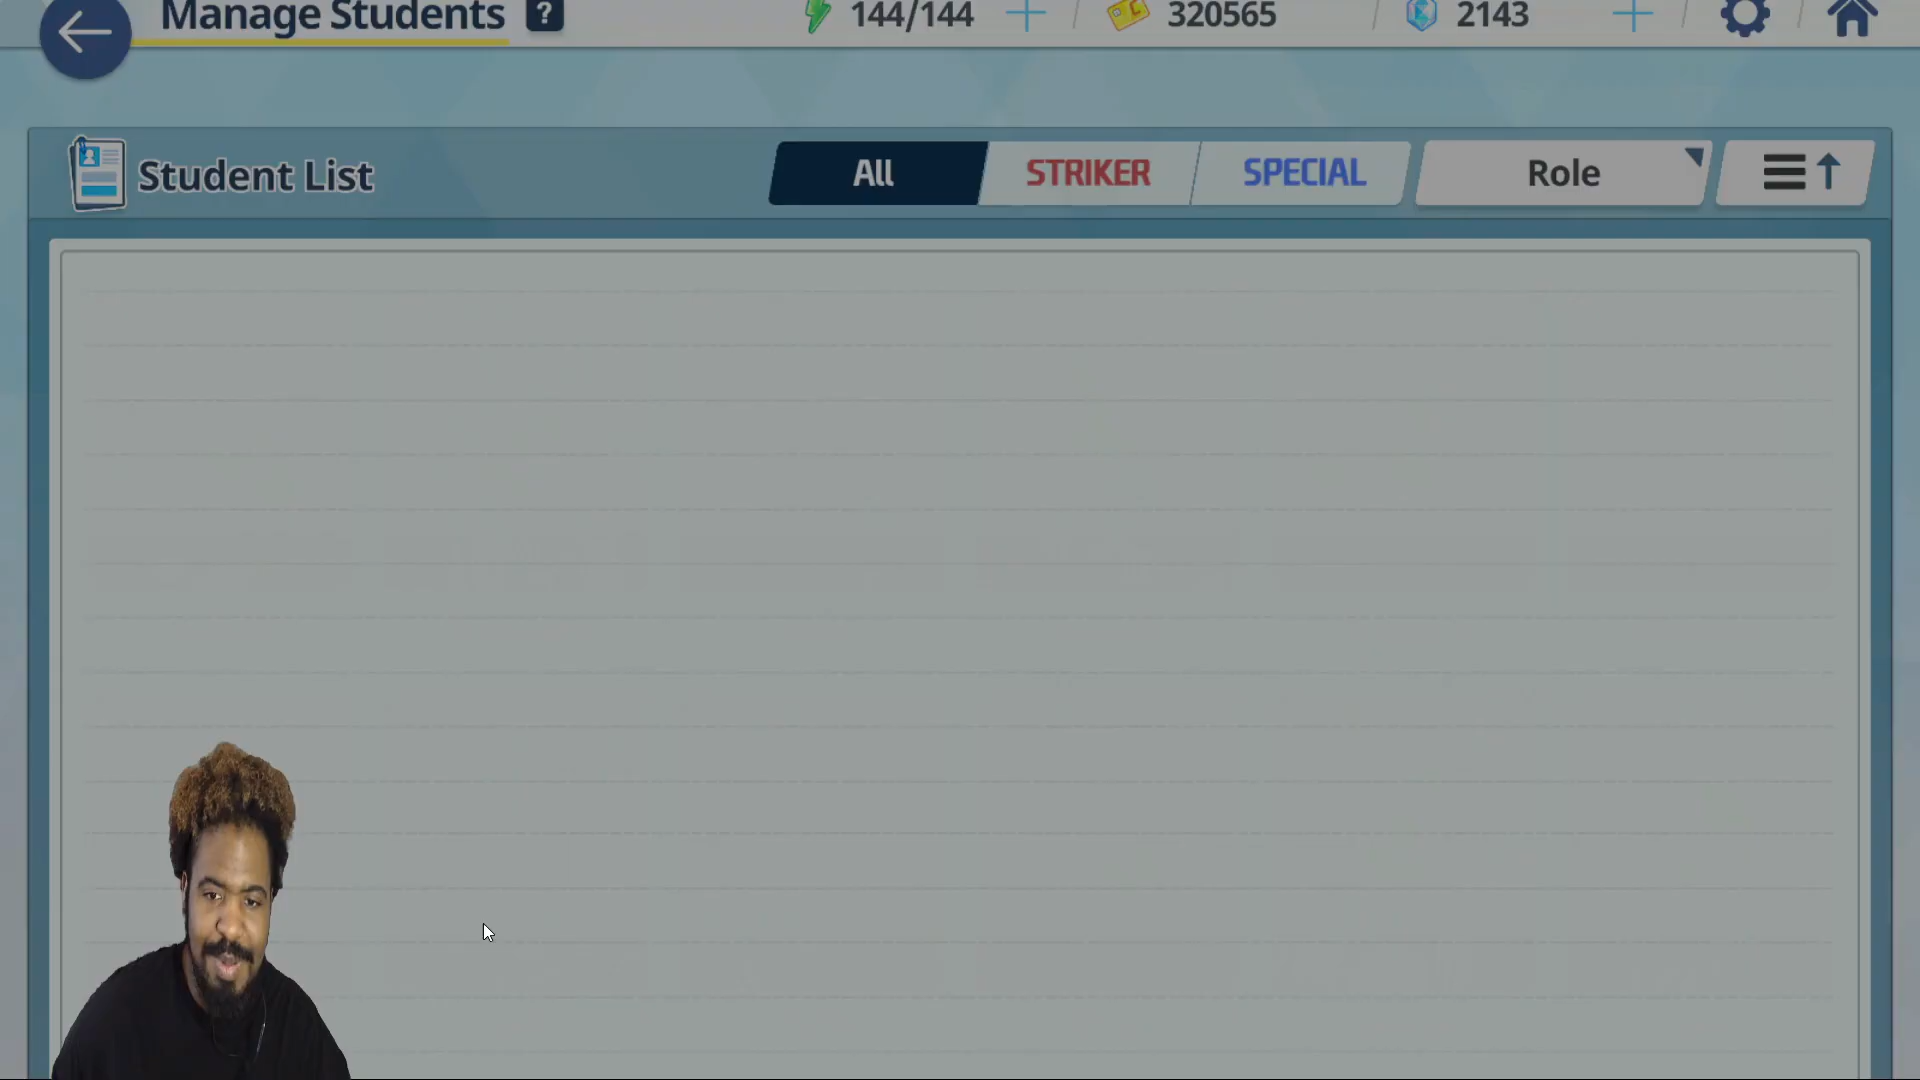 Manage Students ? 144/144 320565 2143
Student List All STRIKER SPECIAL Role